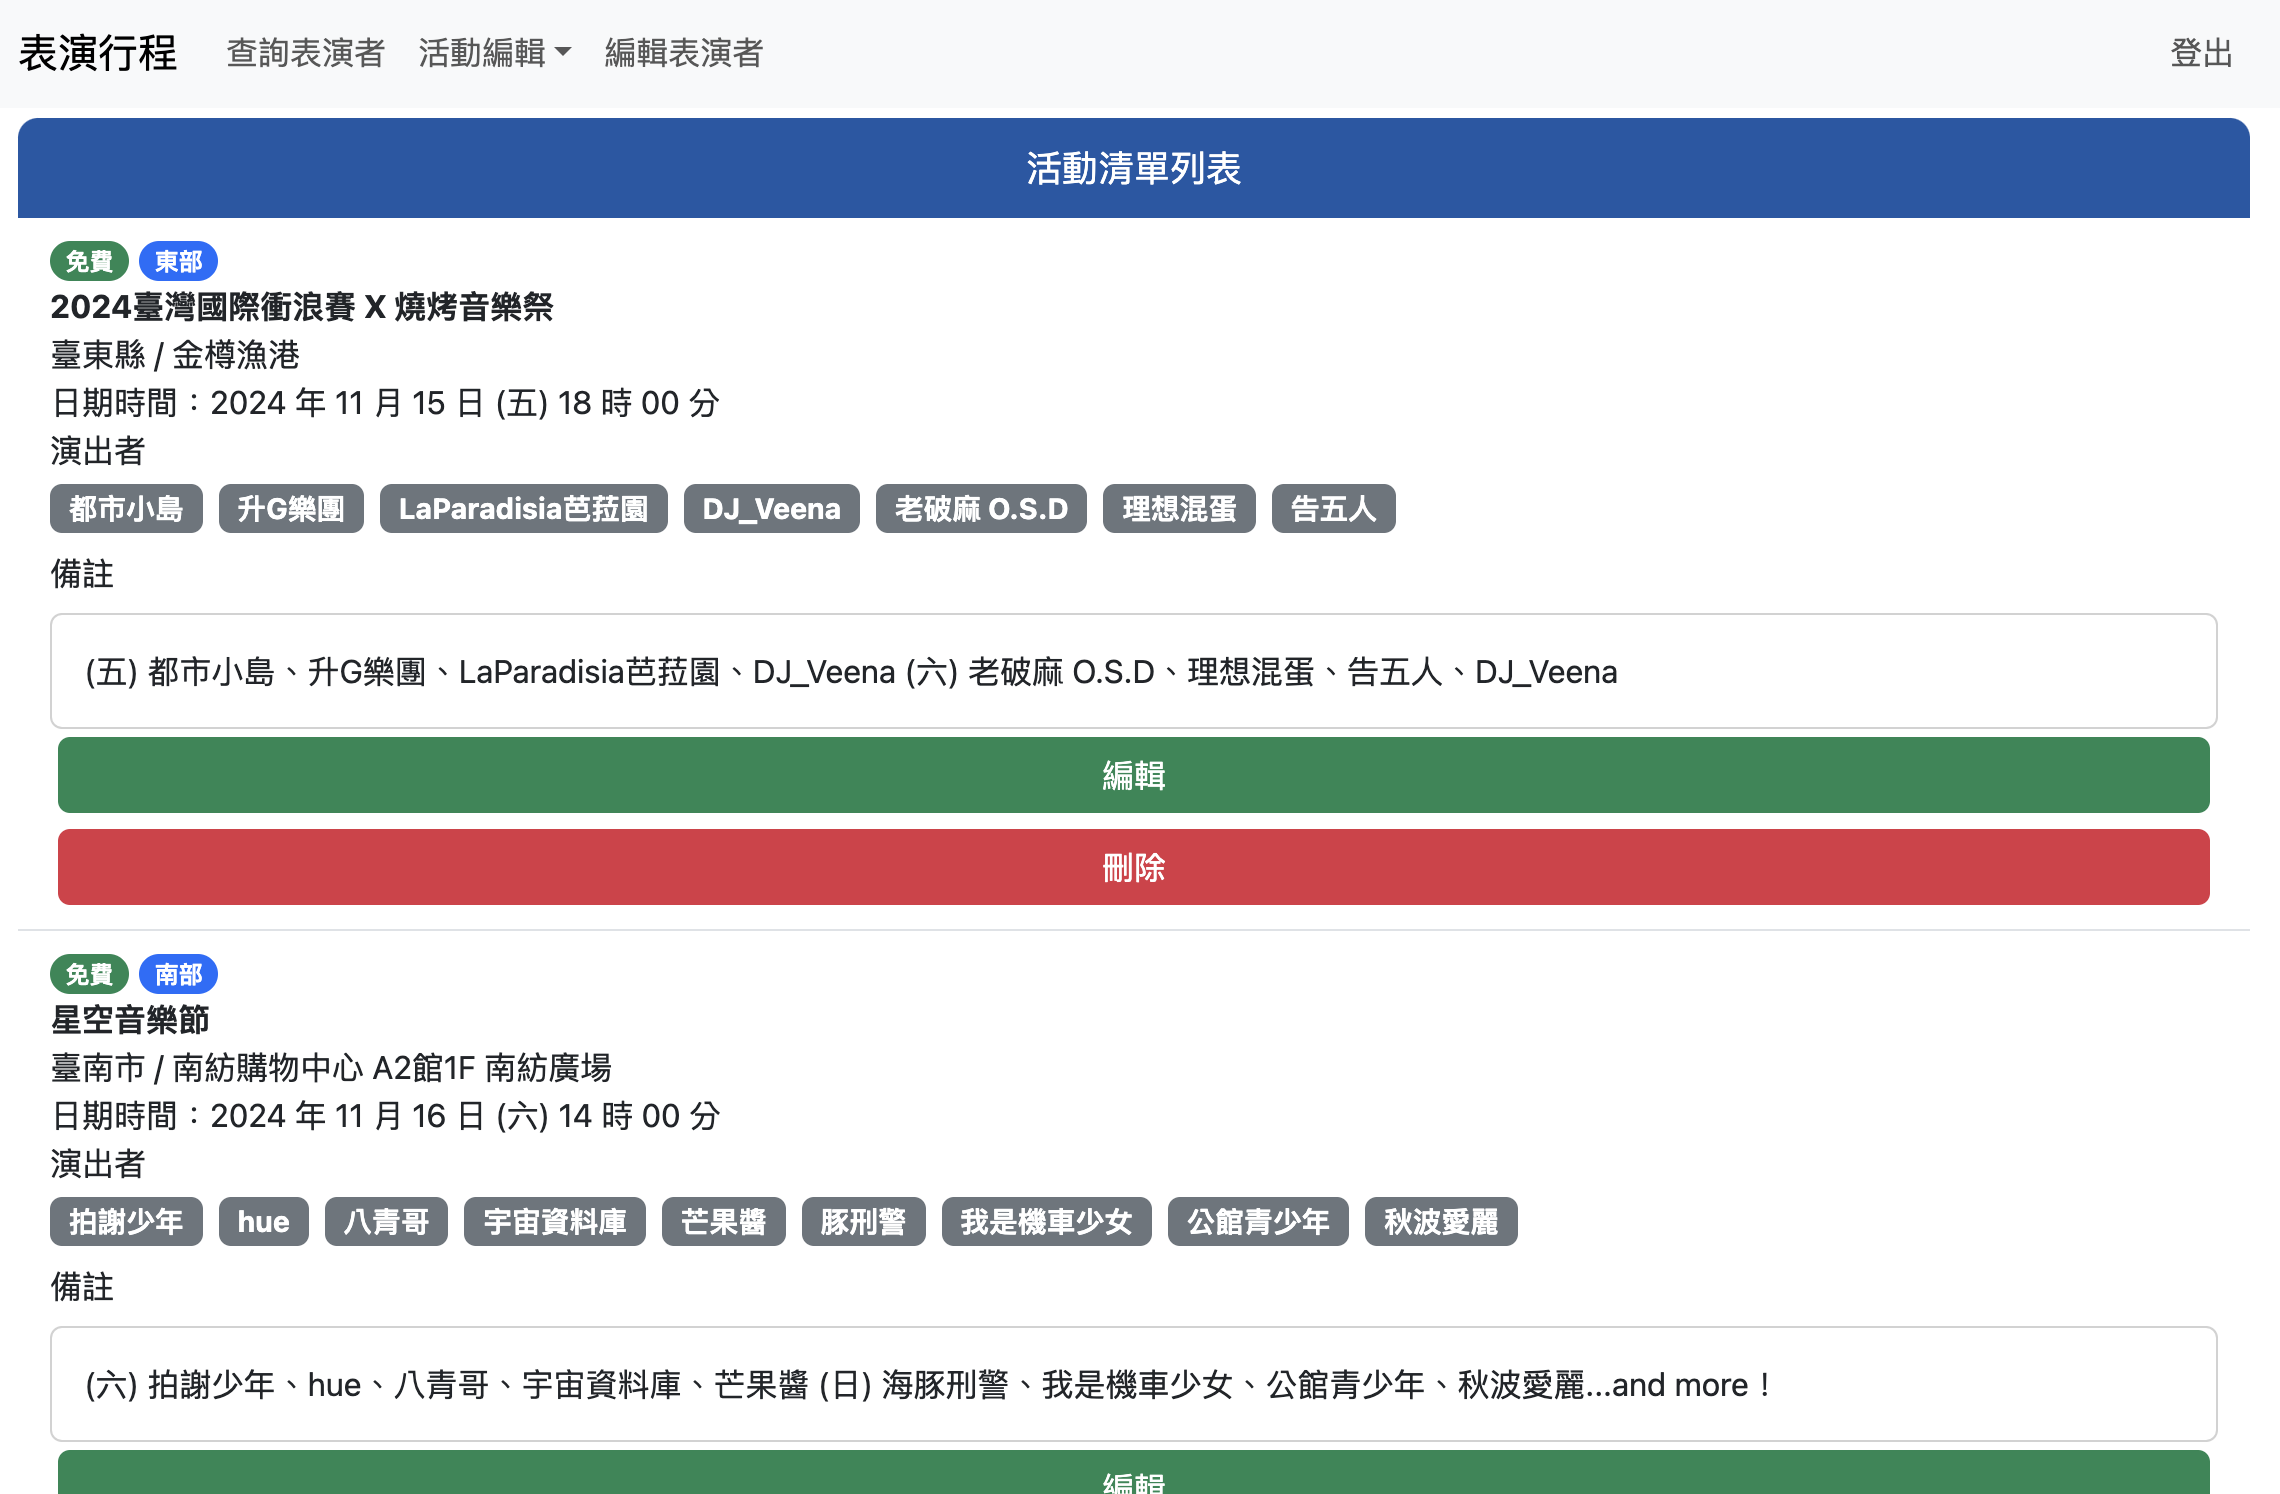 表演行程 查詢表演者 活動編輯 編輯表演者 登出
活動清單列表
免費 東部
2024臺灣國際衝浪賽 X 燒烤音樂祭
臺東縣 / 金樽漁港
日期時間：2024 年 11 月 15 日 (五) 18 時 00 分
演出者
都市小島 升G樂團 LaParadisia芭菈園 DJ_Veena 老破麻 O.S.D 理想混蛋 告五人
備註
(五) 都市小島、升G樂團、LaParadisia芭菈園、DJ_Veena (六) 老破麻 O.S.D、理想混蛋、告五人、DJ_Veena
編輯
刪除
免費 南部
星空音樂節
臺南市 / 南紡購物中心 A2館1F 南紡廣場
日期時間：2024 年 11 月 16 日 (六) 14 時 00 分
演出者
拍謝少年 hue 八青哥 宇宙資料庫 芒果醬 豚刑警 我是機車少女 公館青少年 秋波愛麗
備註
(六) 拍謝少年、hue、八青哥、宇宙資料庫、芒果醬 (日) 海豚刑警、我是機車少女、公館青少年、秋波愛麗...and more！
編輯